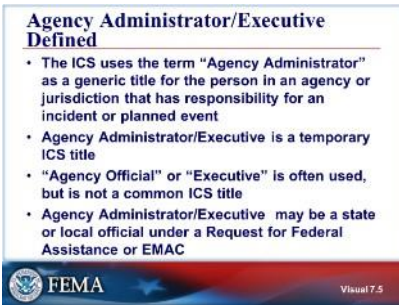 Agency Administrator/Executive
Defined
• The ICS uses the term “Agency Administrator”
as a generic title for the person in an agency or
jurisdiction that has responsibility for an
incident or planned event
• Agency Administrator/Executive is a temporary
ICS title
• “Agency Official” or “Executive” is often used,
but is not a common ICS title
• Agency Administrator/Executive may be a state
or local official under a Request for Federal
Assistance or EMAC
FEMA
Visual 7.5